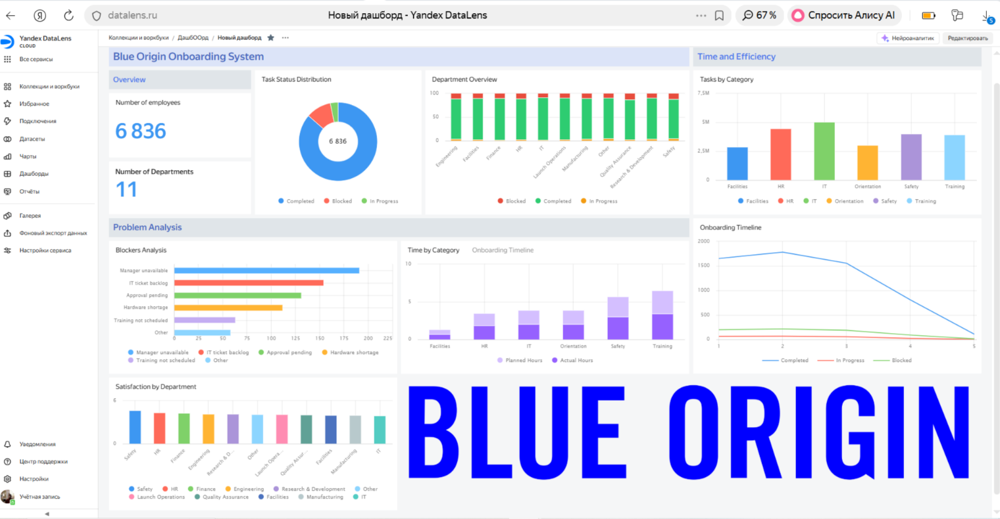 datalens.ru
Новый дашборд - Yandex DataLens
67 %
Спросить Алису AI
5
Yandex DataLens
CLOUD
Все сервисы
Коллекции и воркбуки
Избранное
Подключения
Датасеты
Чарты
Дашборды
Отчёты
Галерея
Фоновый экспорт данных
Настройки сервиса
Уведомления
Центр поддержки
Настройки
Учётная запись
Коллекции и воркбуки / ДашбООрд / Новый дашборд
Нейроаналитик
Редактировать
Blue Origin Onboarding System
Overview
Number of employees
6 836
Number of Departments
11
Task Status Distribution
6 836
Completed Blocked In Progress
Department Overview
100
50
0
Engineering Facilities Finance HR IT Launch Operations Manufacturing Other Quality Assurance Research & Development Safety
Blocked Completed In Progress
Time and Efficiency
Tasks by Category
7,5M
5M
2,5M
0
Facilities HR IT Orientation Safety Training
Facilities HR IT Orientation Safety Training
Problem Analysis
Blockers Analysis
Manager unavailable
IT ticket backlog
Approval pending
Hardware shortage
Training not scheduled
Other
0 25 50 75 100 125 150 175 200 225
Manager unavailable IT ticket backlog Approval pending Hardware shortage
Training not scheduled Other
Time by Category Onboarding Timeline
10
5
0
Facilities HR IT Orientation Safety Training
Planned Hours Actual Hours
Onboarding Timeline
2000
1500
1000
500
0
1 2 3 4 5
Completed In Progress Blocked
Satisfaction by Department
6
0
Safety HR Finance Engineering Research & D... Other Launch Opera... Quality Assur... Facilities Manufacturing IT
Safety HR Finance Engineering Research & Development Other
Launch Operations Quality Assurance Facilities Manufacturing IT
BLUE ORIGIN